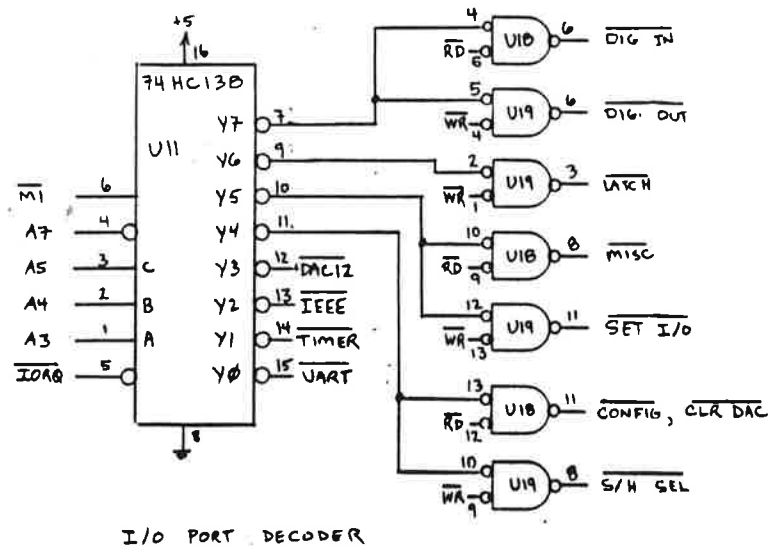 +5
16
74HC138
U11
M1 6
A7 4
A5 3 C
A4 2 B
A3 1 A
IORQ 5
Y7 7
Y6 9
Y5 10
Y4 11
Y3 12 DAC12
Y2 13 IEEE
Y1 14 TIMER
Y0 15 UART
8
4 RD 5 U18 6 DIG IN
5 WR 4 U19 6 DIG. OUT
2 WR 1 U19 3 LATCH
10 RD 9 U18 8 MISC
12 WR 13 U19 11 SET I/O
13 RD 12 U18 11 CONFIG, CLR DAC
10 WR 9 U19 8 S/H SEL
I/O PORT DECODER